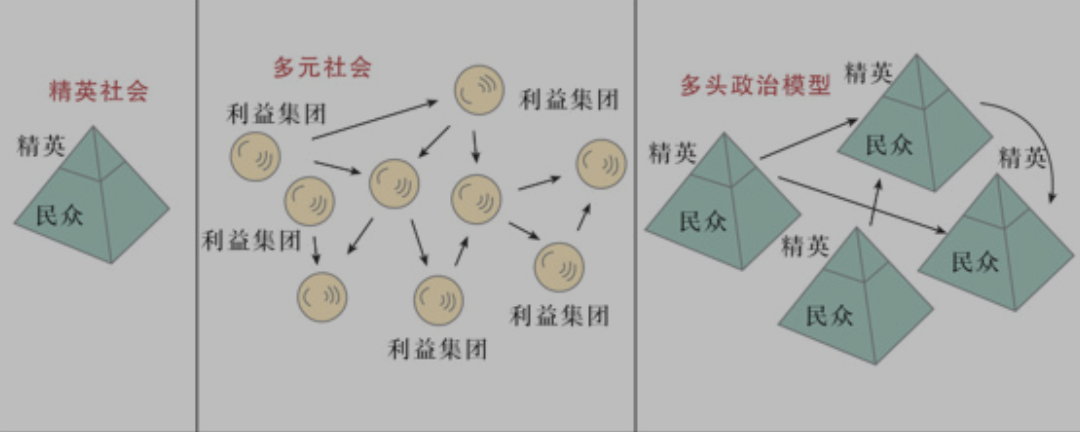 精英社会
精英
民众
多元社会
利益集团
利益集团
利益集团
利益集团
利益集团
多头政治模型
精英
民众
精英
民众
精英
民众
精英
民众